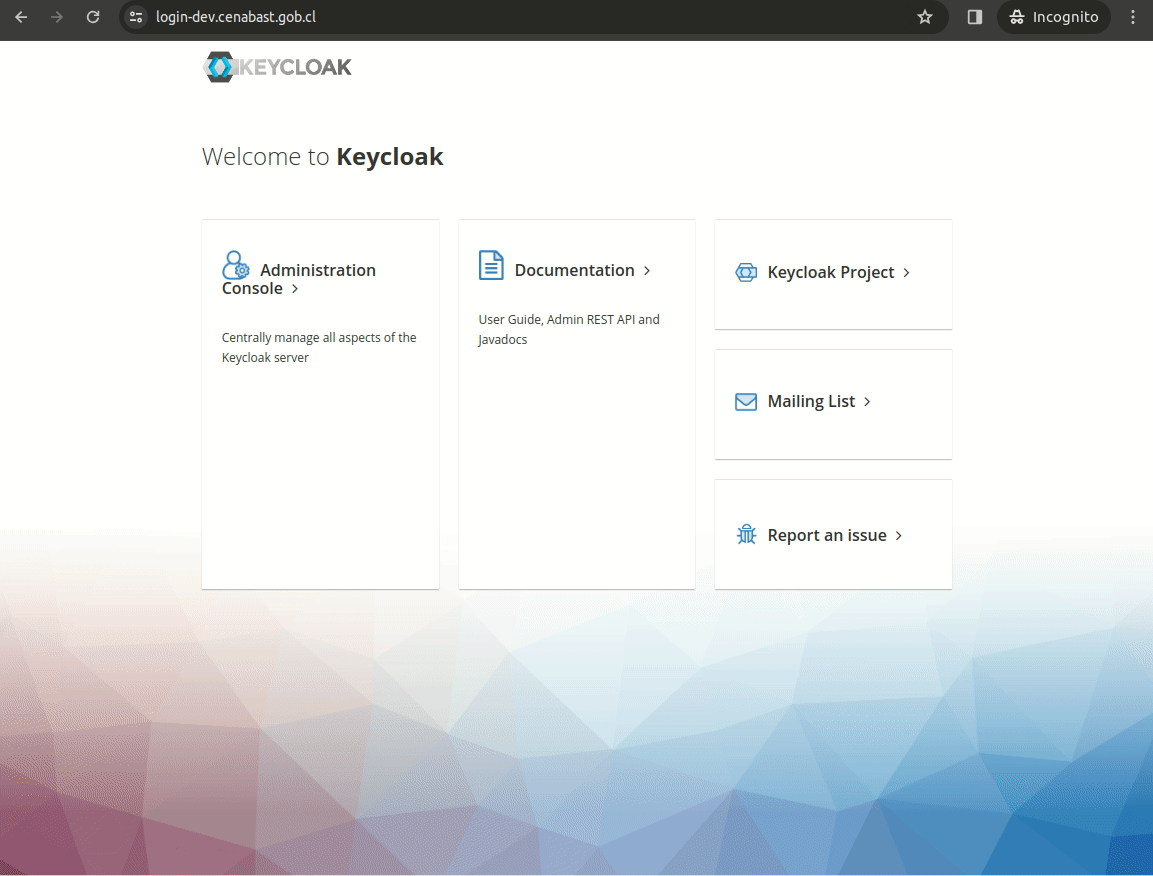 login-dev.cenabast.gob.cl
Incognito
KEYCLOAK
Welcome to Keycloak
Administration
Console
Centrally manage all aspects of the
Keycloak server
Documentation
User Guide, Admin REST API and
Javadocs
Keycloak Project
Mailing List
Report an issue